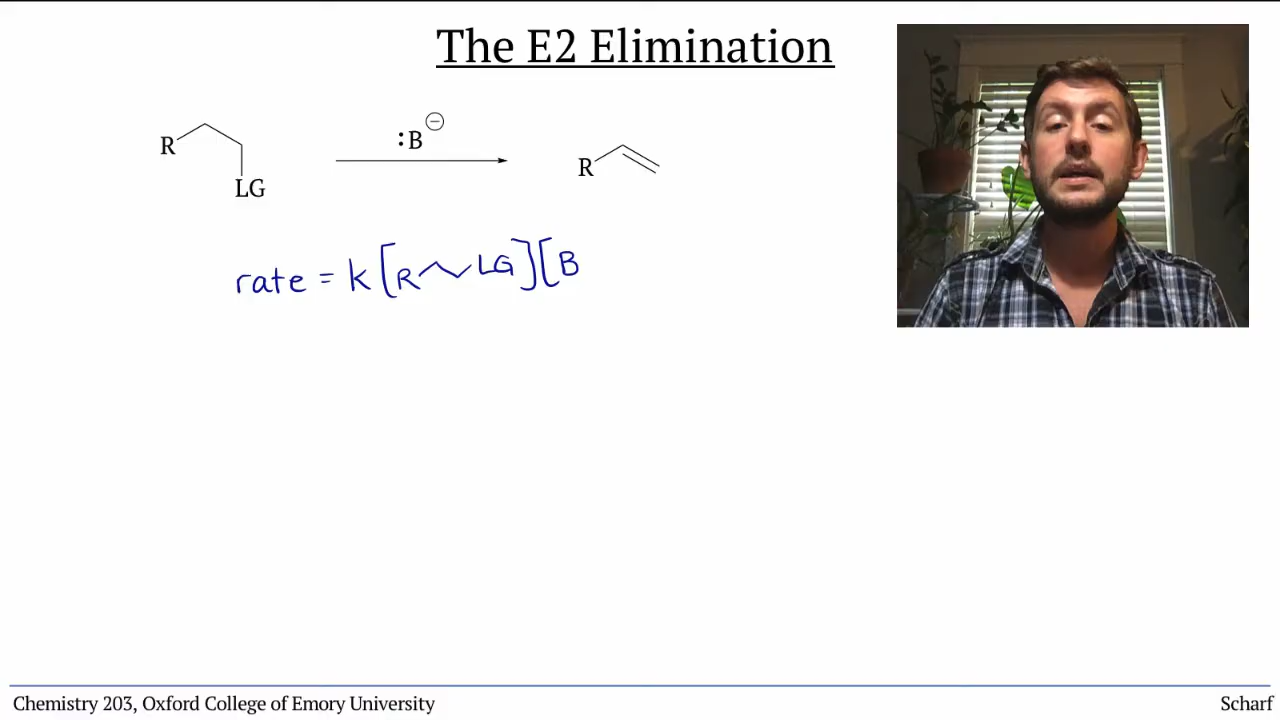 The E2 Elimination
R LG :B⊖ R
rate = k [R LG][B
Chemistry 203, Oxford College of Emory University Scharf